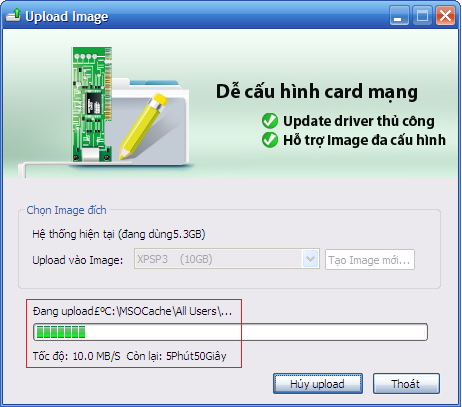 Upload Image
Dễ cấu hình card mạng
Update driver thủ công
Hỗ trợ Image đa cấu hình
Chọn Image đích
Hệ thống hiện tại (đang dùng5.3GB)
Upload vào Image: XPSP3 (10GB) Tạo Image mới...
Đang upload£ºC:\MSOCache\All Users\...
Tốc độ: 10.0 MB/S Còn lại: 5Phút50Giây
Hủy upload Thoát